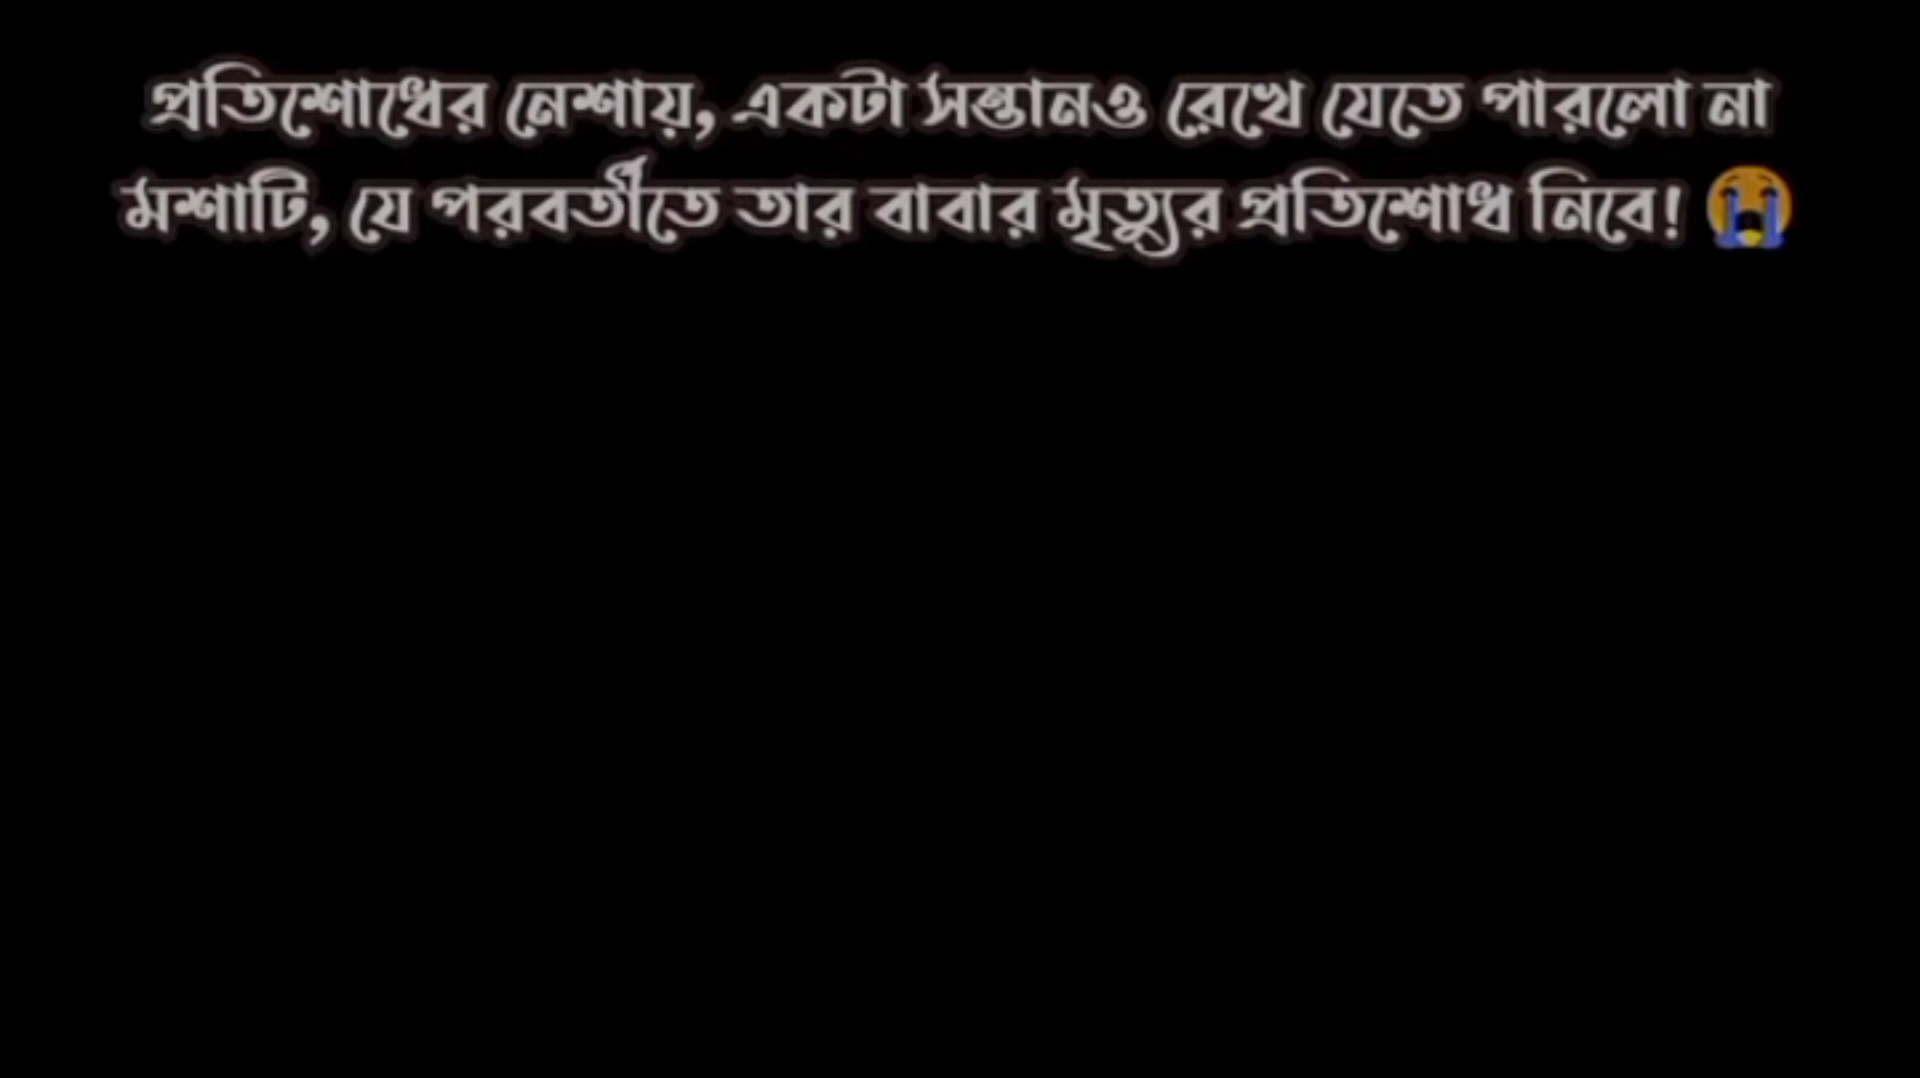 প্রতিশোধের নেশায়, একটা সন্তানও রেখে যেতে পারলো না
মশাটি, যে পরবর্তীতে তার বাবার মৃত্যুর প্রতিশোধ নিবে! 😭